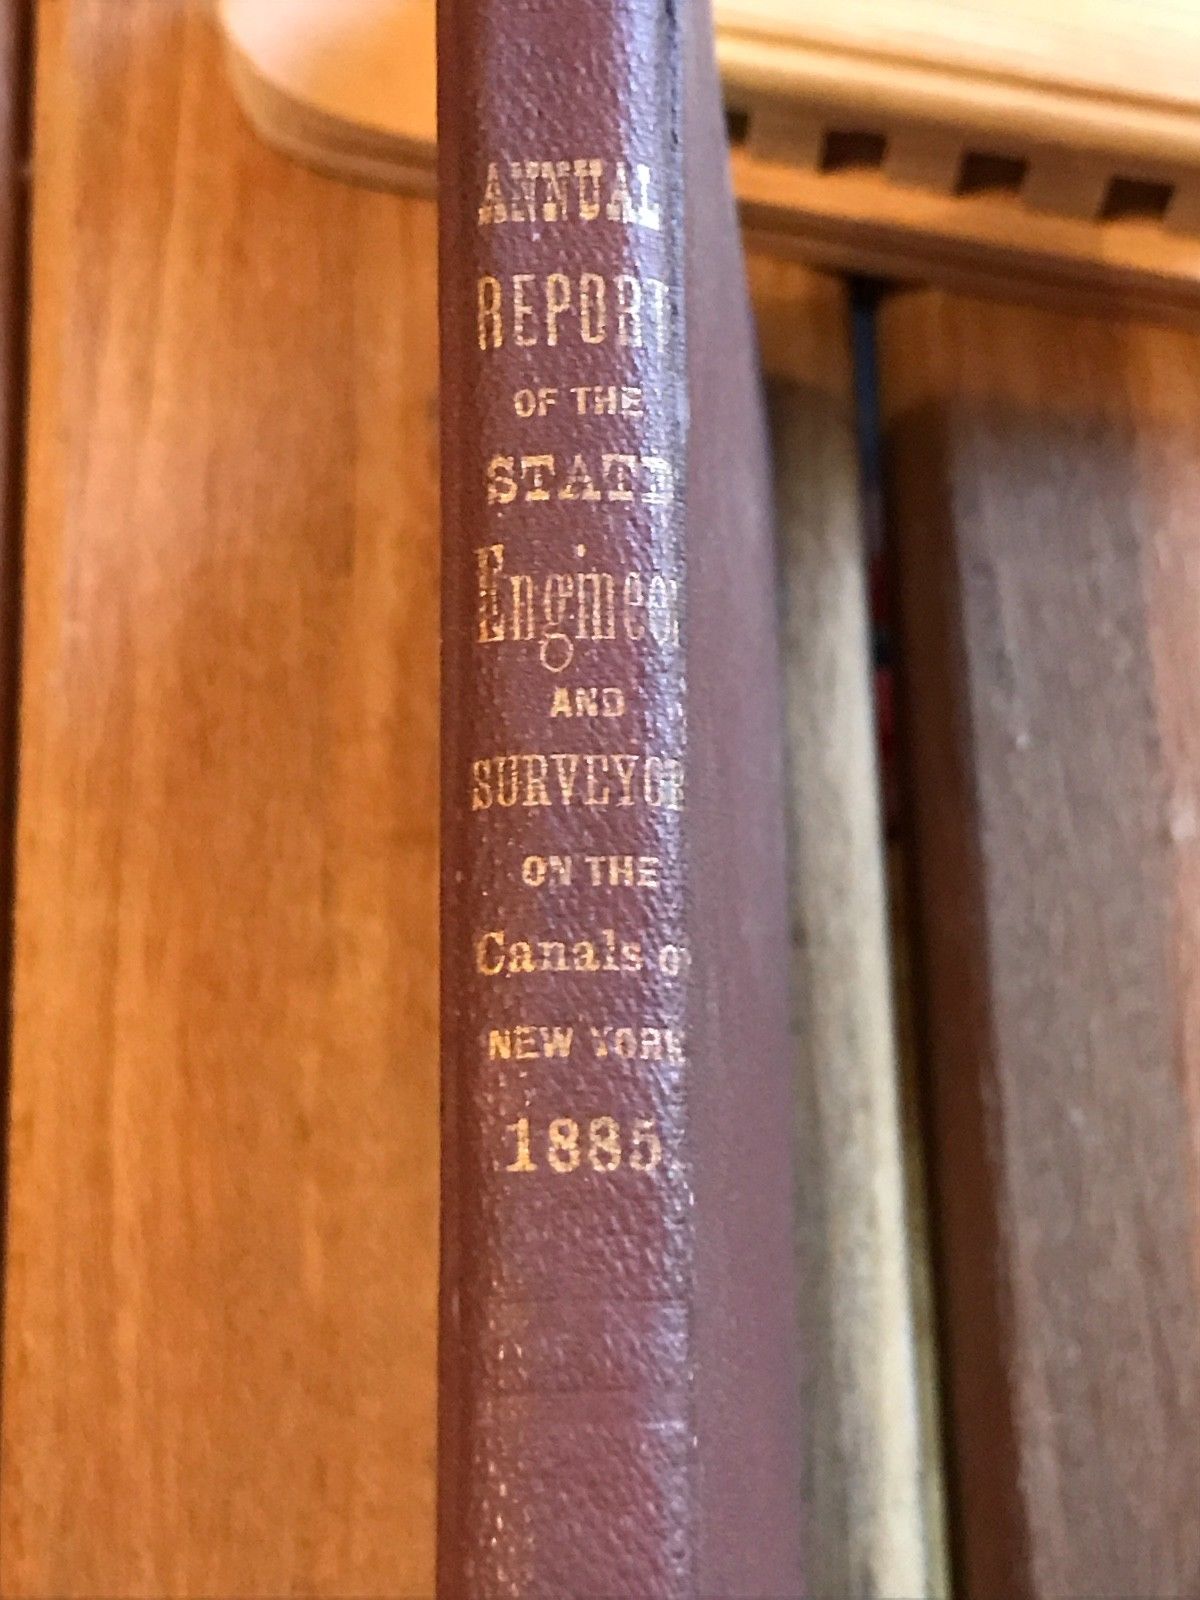 ANNUAL
REPORT
OF THE
STATE
Engineer
AND
SURVEYOR
ON THE
Canals of
NEW YORK
1885